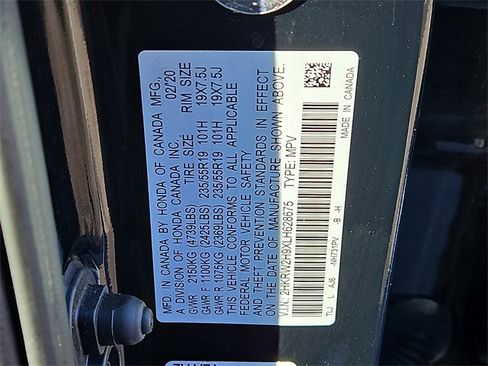 MFD. IN CANADA BY HONDA OF CANADA MFG.,
A DIVISION OF HONDA CANADA INC. 02/20
TIRE SIZE RIM SIZE
GVWR 2150KG (4739LBS)
GAWR F 1100KG (2425LBS) 235/55R19 101H 19X7.5J
GAWR R 1075KG (2369LBS) 235/55R19 101H 19X7.5J
THIS VEHICLE CONFORMS TO ALL APPLICABLE
FEDERAL MOTOR VEHICLE SAFETY
AND THEFT PREVENTION STANDARDS IN EFFECT
ON THE DATE OF MANUFACTURE SHOWN ABOVE.
V.I.N.: 2HKRW2H9XLH628675 TYPE: MPV
MADE IN CANADA
TLJ L AJ6 -NH731PV -B -H